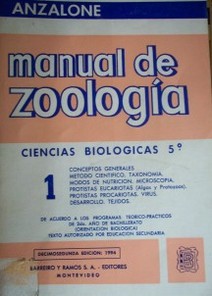 ANZALONE
manual de
zoología
CIENCIAS BIOLOGICAS 5º
1
CONCEPTOS GENERALES
METODO CIENTIFICO. TAXONOMIA.
MODOS DE NUTRICION. MICROSCOPIA.
PROTISTAS EUCARIOTAS (Algas y Protozoos).
PROTISTAS PROCARIOTAS. VIRUS.
DESARROLLO. TEJIDOS.
DE ACUERDO A LOS PROGRAMAS TEORICO-PRACTICOS
DE 2do. AÑO DE BACHILLERATO
(ORIENTACION BIOLOGICA)
TEXTO AUTORIZADO POR EDUCACION SECUNDARIA
DECIMOSEGUNDA EDICION: 1994
BARREIRO Y RAMOS S. A. - EDITORES
MONTEVIDEO